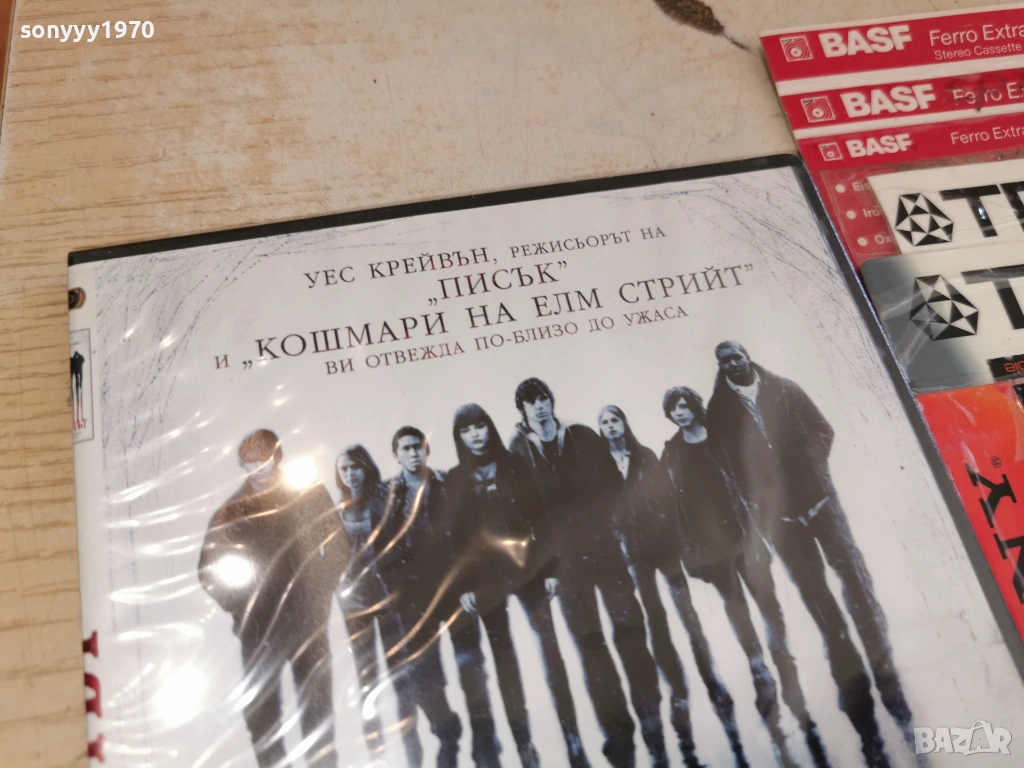 sonyyy1970
BASF Ferro Extra
Stereo Cassette
BASF Ferro Ex
BASF Ferro Extra
УЕС КРЕЙВЪН, РЕЖИСЬОРЪТ НА
„ПИСЪК”
И „КОШМАРИ НА ЕЛМ СТРИЙТ”
ВИ ОТВЕЖДА ПО-БЛИЗО ДО УЖАСА
BAZAR